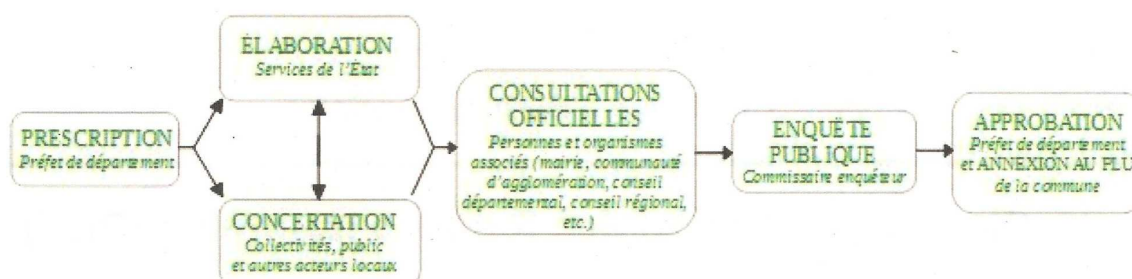 PRESCRIPTION
Préfet de département
ÉLABORATION
Services de l'État
CONCERTATION
Collectivités, public
et autres acteurs locaux
CONSULTATIONS
OFFICIELLES
Personnes et organismes
associés (mairie, communauté
d'agglomération, conseil
départemental, conseil régional,
etc.)
ENQUÊTE
PUBLIQUE
Commissaire enquêteur
APPROBATION
Préfet de département
et ANNEXION AU PLU
de la commune